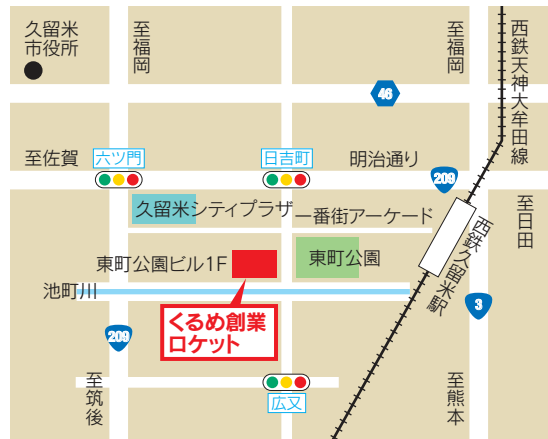 久留米
市役所
至福岡
至福岡
西鉄天神大牟田線
46
至佐賀
六ツ門
日吉町
明治通り
209
久留米シティプラザ
一番街アーケード
至日田
東町公園ビル1F
東町公園
西鉄久留米駅
池町川
くるめ創業
ロケット
209
3
至筑後
広又
至熊本